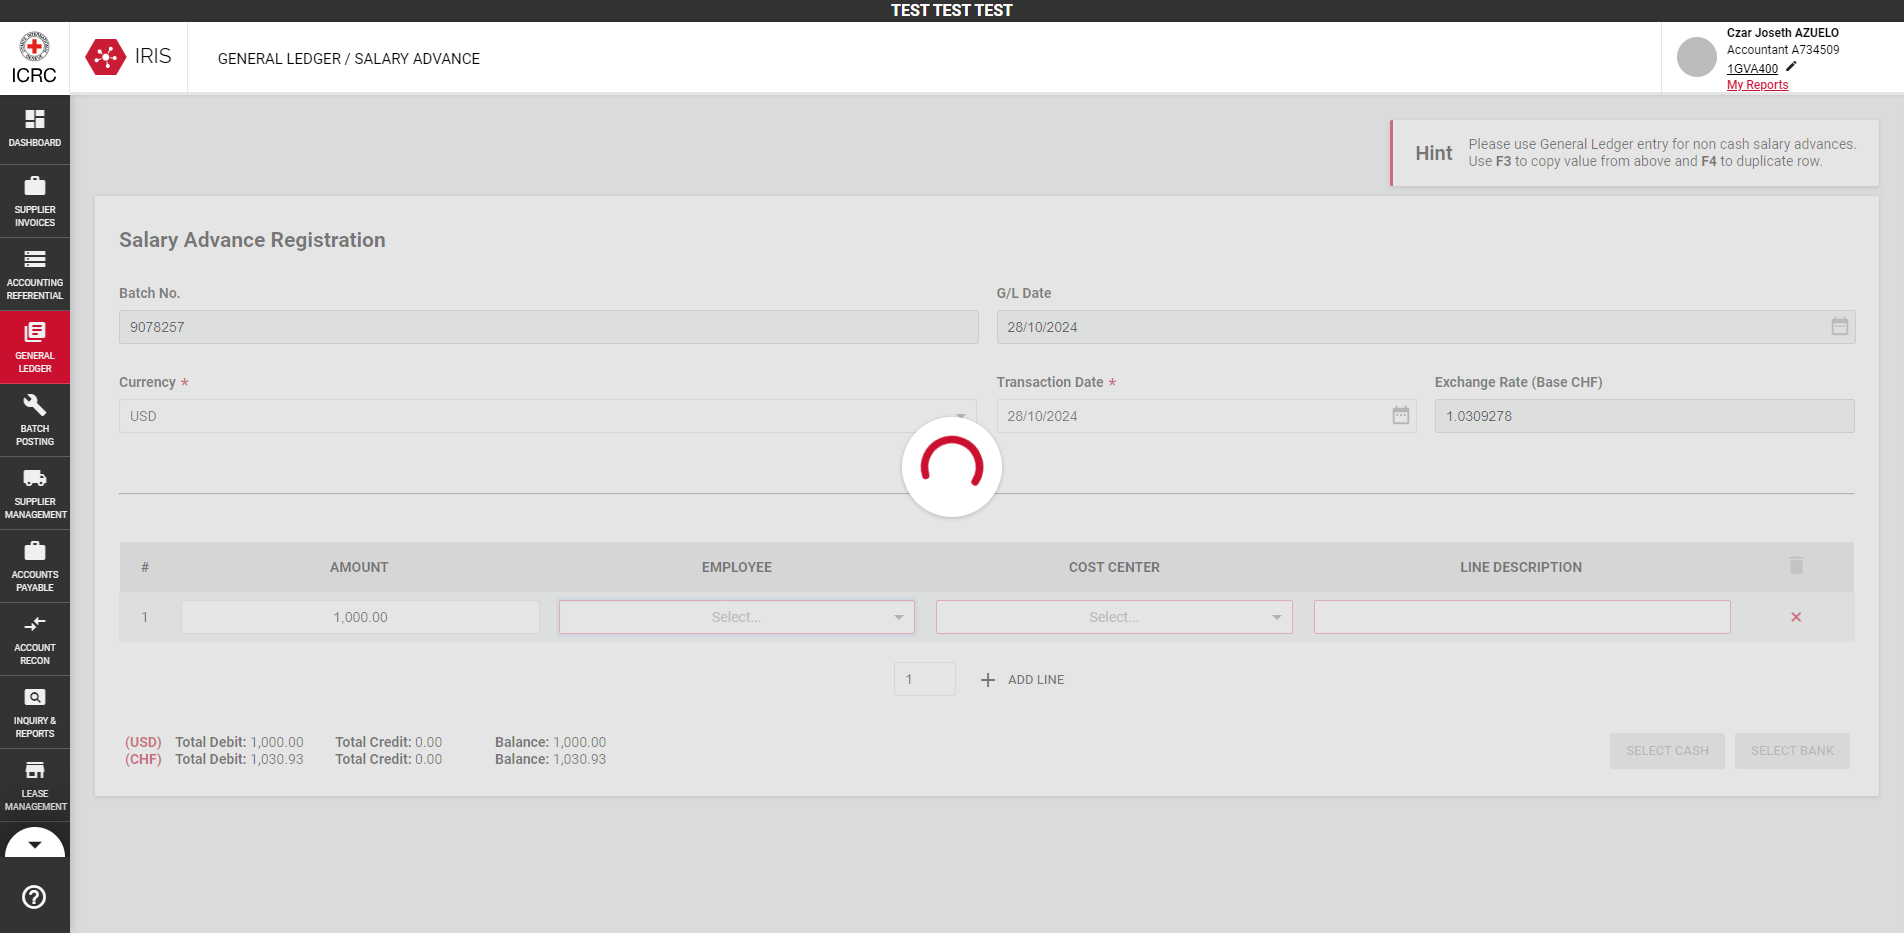 TEST TEST TEST
ICRC
IRIS
GENERAL LEDGER / SALARY ADVANCE
Czar Joseth AZUELO
Accountant A734509
1GVA400
My Reports
DASHBOARD
SUPPLIER
INVOICES
ACCOUNTING
REFERENTIAL
GENERAL
LEDGER
BATCH
POSTING
SUPPLIER
MANAGEMENT
ACCOUNTS
PAYABLE
ACCOUNT
RECON
INQUIRY &
REPORTS
LEASE
MANAGEMENT
Hint
Please use General Ledger entry for non cash salary advances.
Use F3 to copy value from above and F4 to duplicate row.
Salary Advance Registration
Batch No.
G/L Date
9078257
28/10/2024
Currency *
Transaction Date *
Exchange Rate (Base CHF)
USD
28/10/2024
1.0309278
# AMOUNT EMPLOYEE COST CENTER LINE DESCRIPTION
1 1,000.00 Select... Select...
1 ADD LINE
(USD) Total Debit: 1,000.00 Total Credit: 0.00 Balance: 1,000.00
(CHF) Total Debit: 1,030.93 Total Credit: 0.00 Balance: 1,030.93
SELECT CASH
SELECT BANK